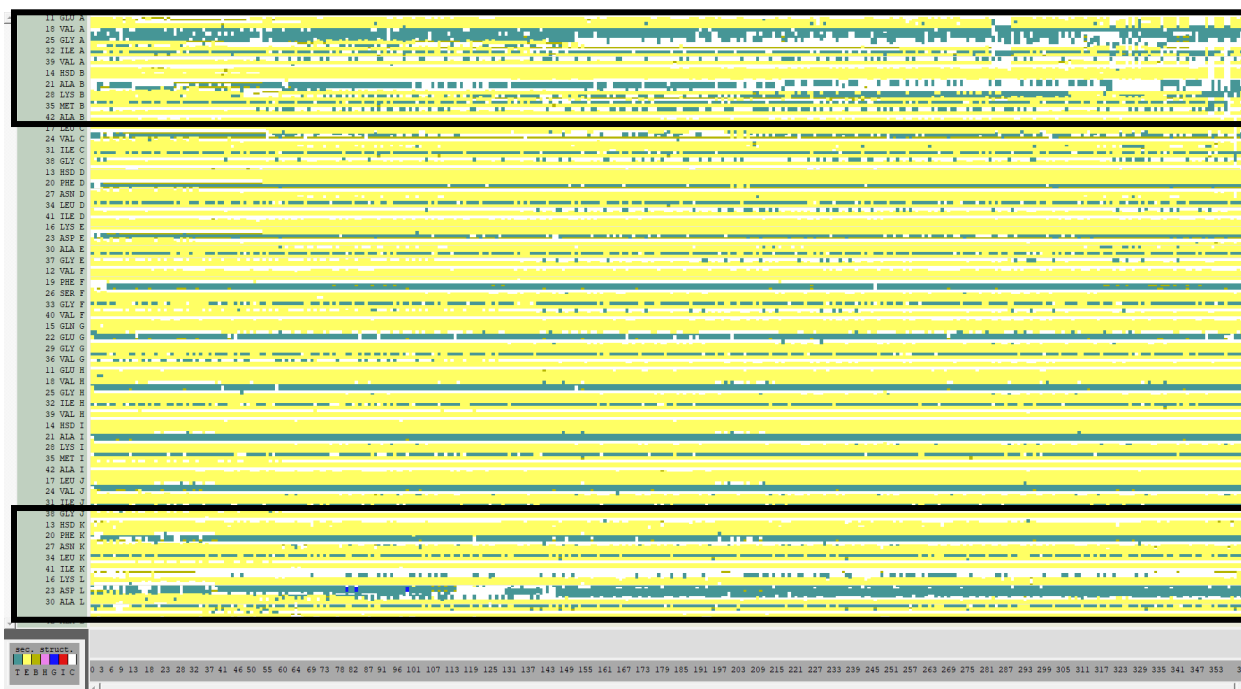 11 GLU A
18 VAL A
25 GLY A
32 ILE A
39 VAL A
14 HSD B
21 ALA B
28 LYS B
35 MET B
42 ALA B
17 LEU C
24 VAL C
31 ILE C
38 GLY C
13 HSD D
20 PHE D
27 ASN D
34 LEU D
41 ILE D
16 LYS E
23 ASP E
30 ALA E
37 GLY E
12 VAL F
19 PHE F
26 SER F
33 GLY F
40 VAL F
15 GLN G
22 GLU G
29 GLY G
36 VAL G
11 GLU H
18 VAL H
25 GLY H
32 ILE H
39 VAL H
14 HSD I
21 ALA I
28 LYS I
35 MET I
42 ALA I
17 LEU J
24 VAL J
31 ILE J
38 GLY J
13 HSD K
20 PHE K
27 ASN K
34 LEU K
41 ILE K
16 LYS L
23 ASP L
30 ALA L
sec. struct.
T E B H G I C
0 3 6 9 13 18 23 28 32 37 41 46 50 55 60 64 69 73 78 82 87 91 96 101 107 113 119 125 131 137 143 149 155 161 167 173 179 185 191 197 203 209 215 221 227 233 239 245 251 257 263 269 275 281 287 293 299 305 311 317 323 329 335 341 347 353